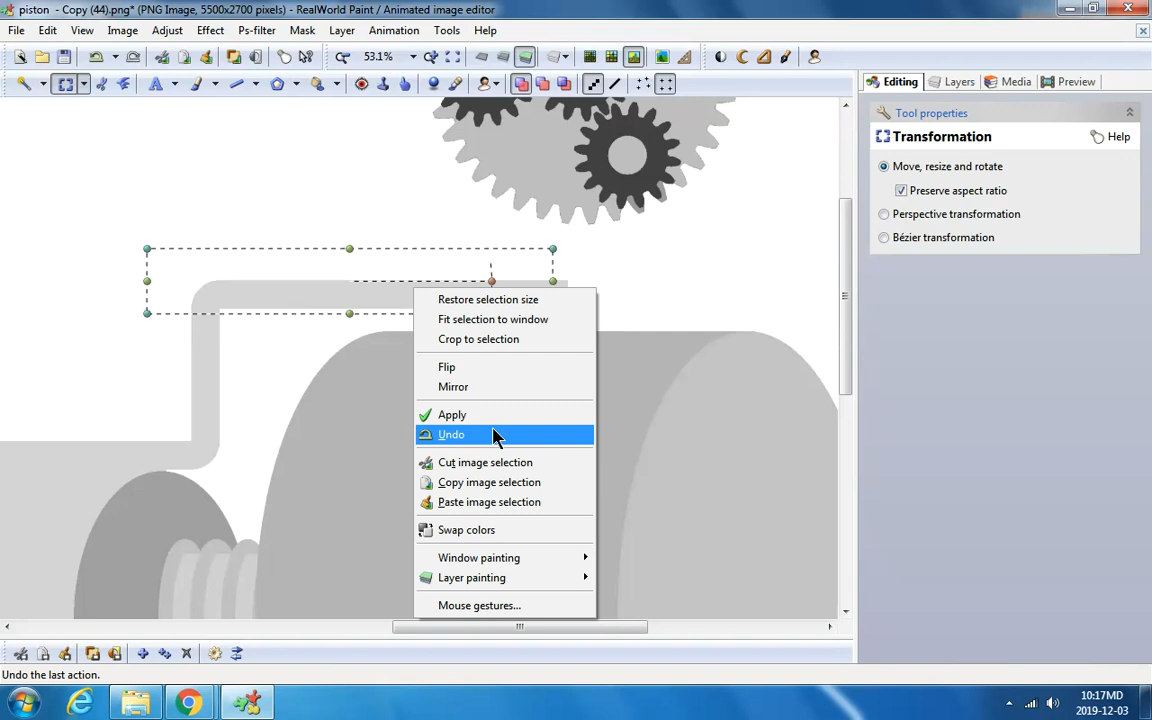 piston - Copy (44).png* (PNG Image, 5500x2700 pixels) - RealWorld Paint / Animated image editor
File Edit View Image Adjust Effect Ps-filter Mask Layer Animation Tools Help
53.1%
Editing Layers Media Preview
Tool properties
Transformation Help
Move, resize and rotate
Preserve aspect ratio
Perspective transformation
Bézier transformation
Restore selection size
Fit selection to window
Crop to selection
Flip
Mirror
Apply
Undo
Cut image selection
Copy image selection
Paste image selection
Swap colors
Window painting
Layer painting
Mouse gestures...
Undo the last action.
10:17MD
2019-12-03